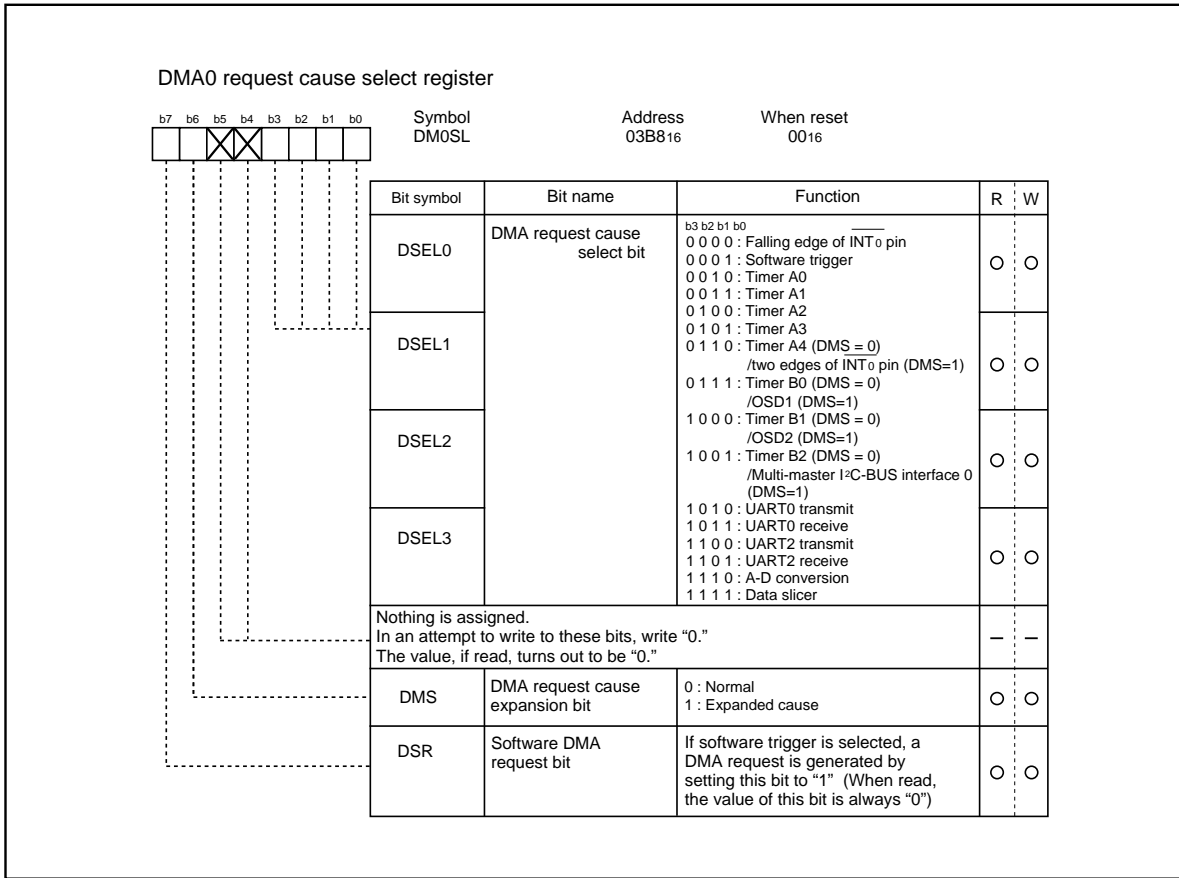 DMA0 request cause select register
b7 b6 b5 b4 b3 b2 b1 b0
Symbol Address When reset
DM0SL 03B816 0016
Bit symbol Bit name Function R W
DSEL0
DMA request cause
select bit
b3 b2 b1 b0
0 0 0 0 : Falling edge of INT0 pin
0 0 0 1 : Software trigger
0 0 1 0 : Timer A0
0 0 1 1 : Timer A1
0 1 0 0 : Timer A2
0 1 0 1 : Timer A3
0 1 1 0 : Timer A4 (DMS = 0)
/two edges of INT0 pin (DMS=1)
0 1 1 1 : Timer B0 (DMS = 0)
/OSD1 (DMS=1)
1 0 0 0 : Timer B1 (DMS = 0)
/OSD2 (DMS=1)
1 0 0 1 : Timer B2 (DMS = 0)
/Multi-master I2C-BUS interface 0
(DMS=1)
1 0 1 0 : UART0 transmit
1 0 1 1 : UART0 receive
1 1 0 0 : UART2 transmit
1 1 0 1 : UART2 receive
1 1 1 0 : A-D conversion
1 1 1 1 : Data slicer
DSEL1
DSEL2
DSEL3
Nothing is assigned.
In an attempt to write to these bits, write “0.”
The value, if read, turns out to be “0.”
– –
DMS
DMA request cause
expansion bit
0 : Normal
1 : Expanded cause
DSR
Software DMA
request bit
If software trigger is selected, a
DMA request is generated by
setting this bit to “1” (When read,
the value of this bit is always “0”)